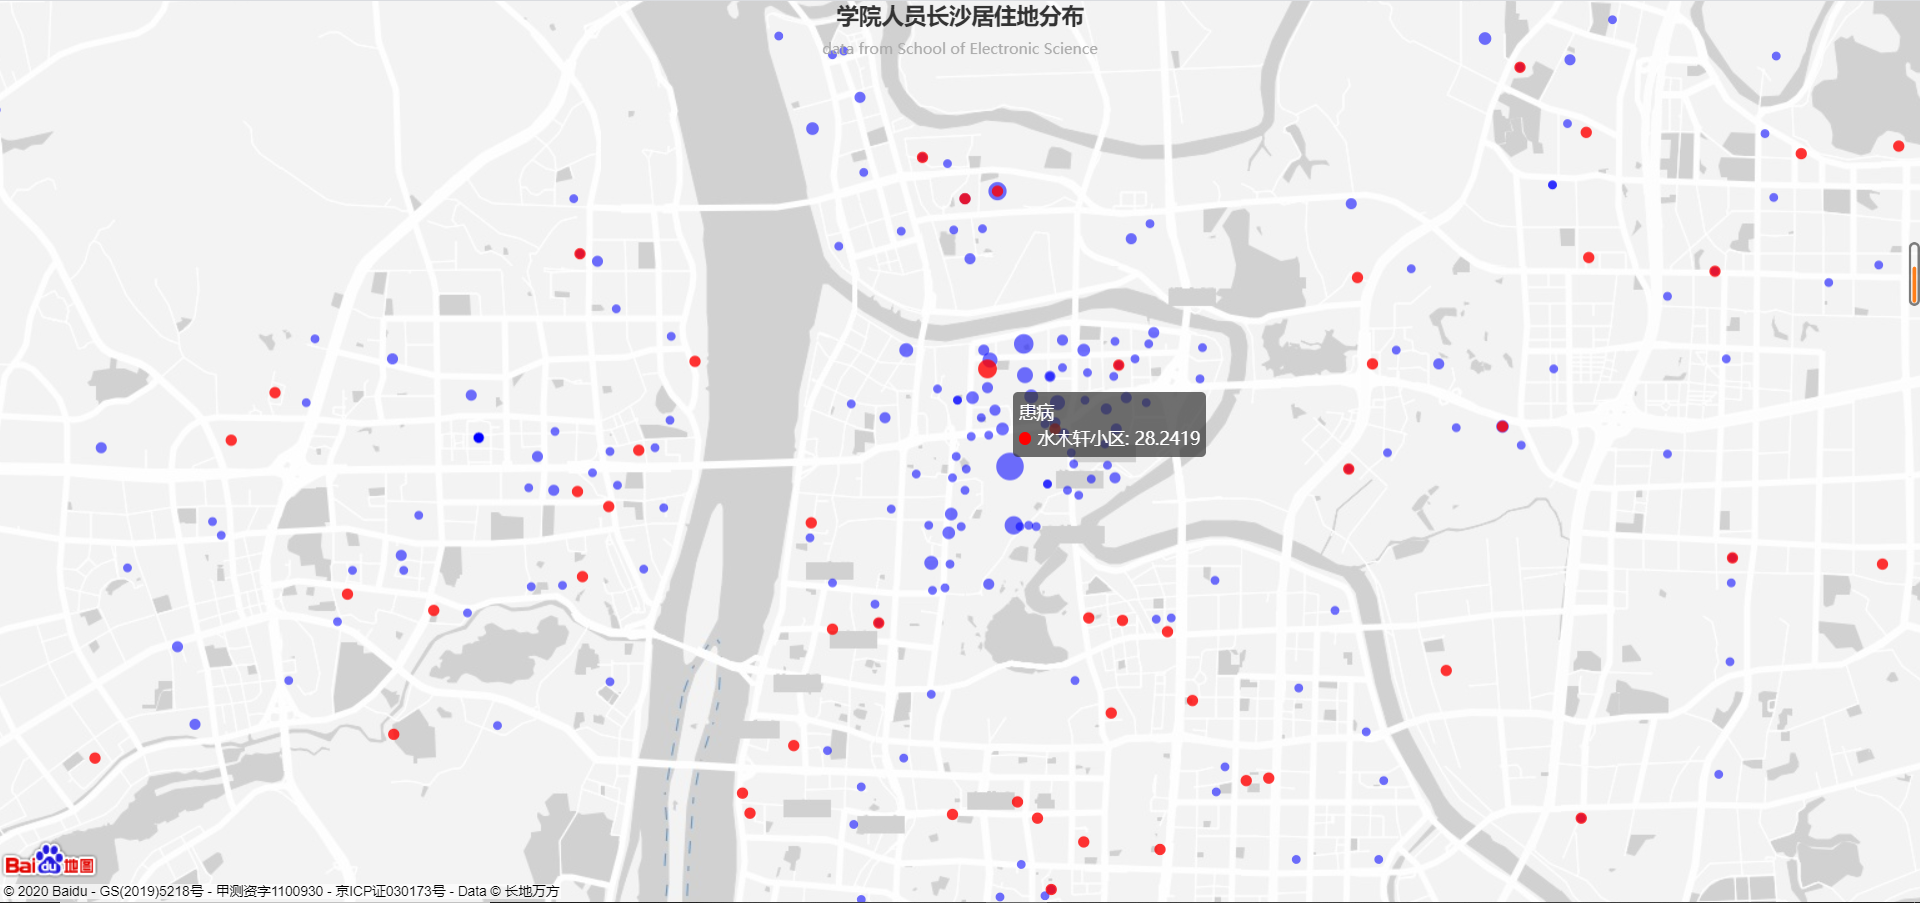 学院人员长沙居住地分布
data from School of Electronic Science
患病
水木轩小区: 28.2419
Bai du 地图
© 2020 Baidu - GS(2019)5218号 - 甲测资字1100930 - 京ICP证030173号 - Data © 长地万方